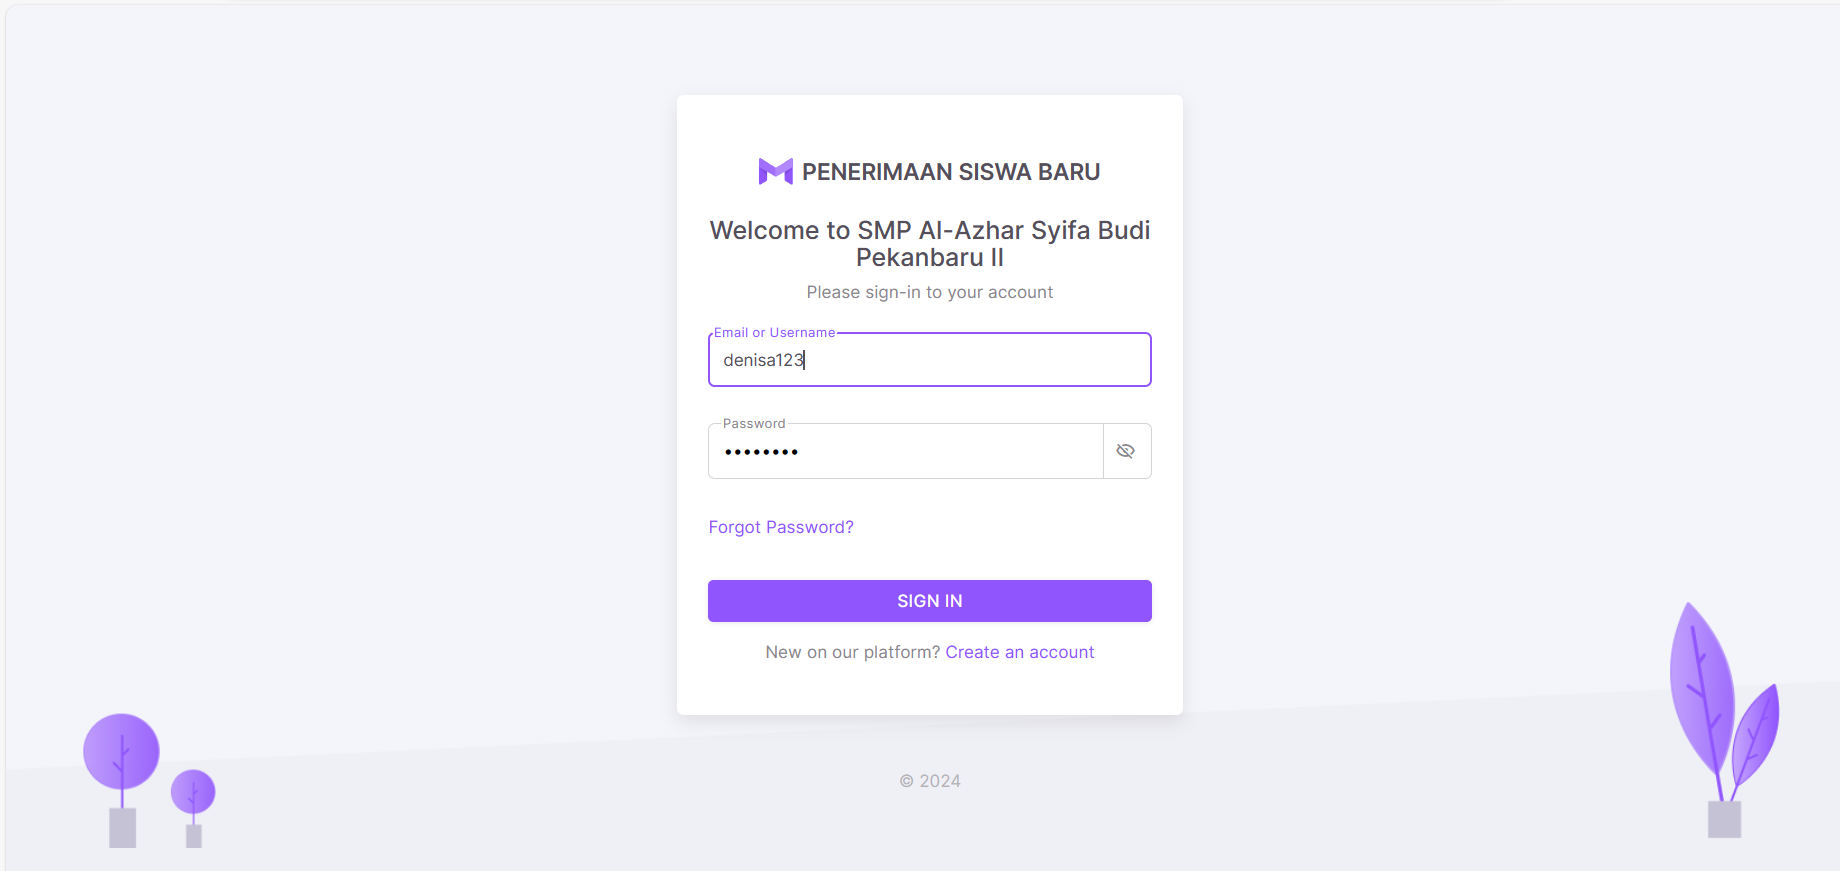 PENERIMAAN SISWA BARU
Welcome to SMP Al-Azhar Syifa Budi
Pekanbaru II
Please sign-in to your account
Email or Username
denisa123
Password
••••••••
Forgot Password?
SIGN IN
New on our platform? Create an account
© 2024